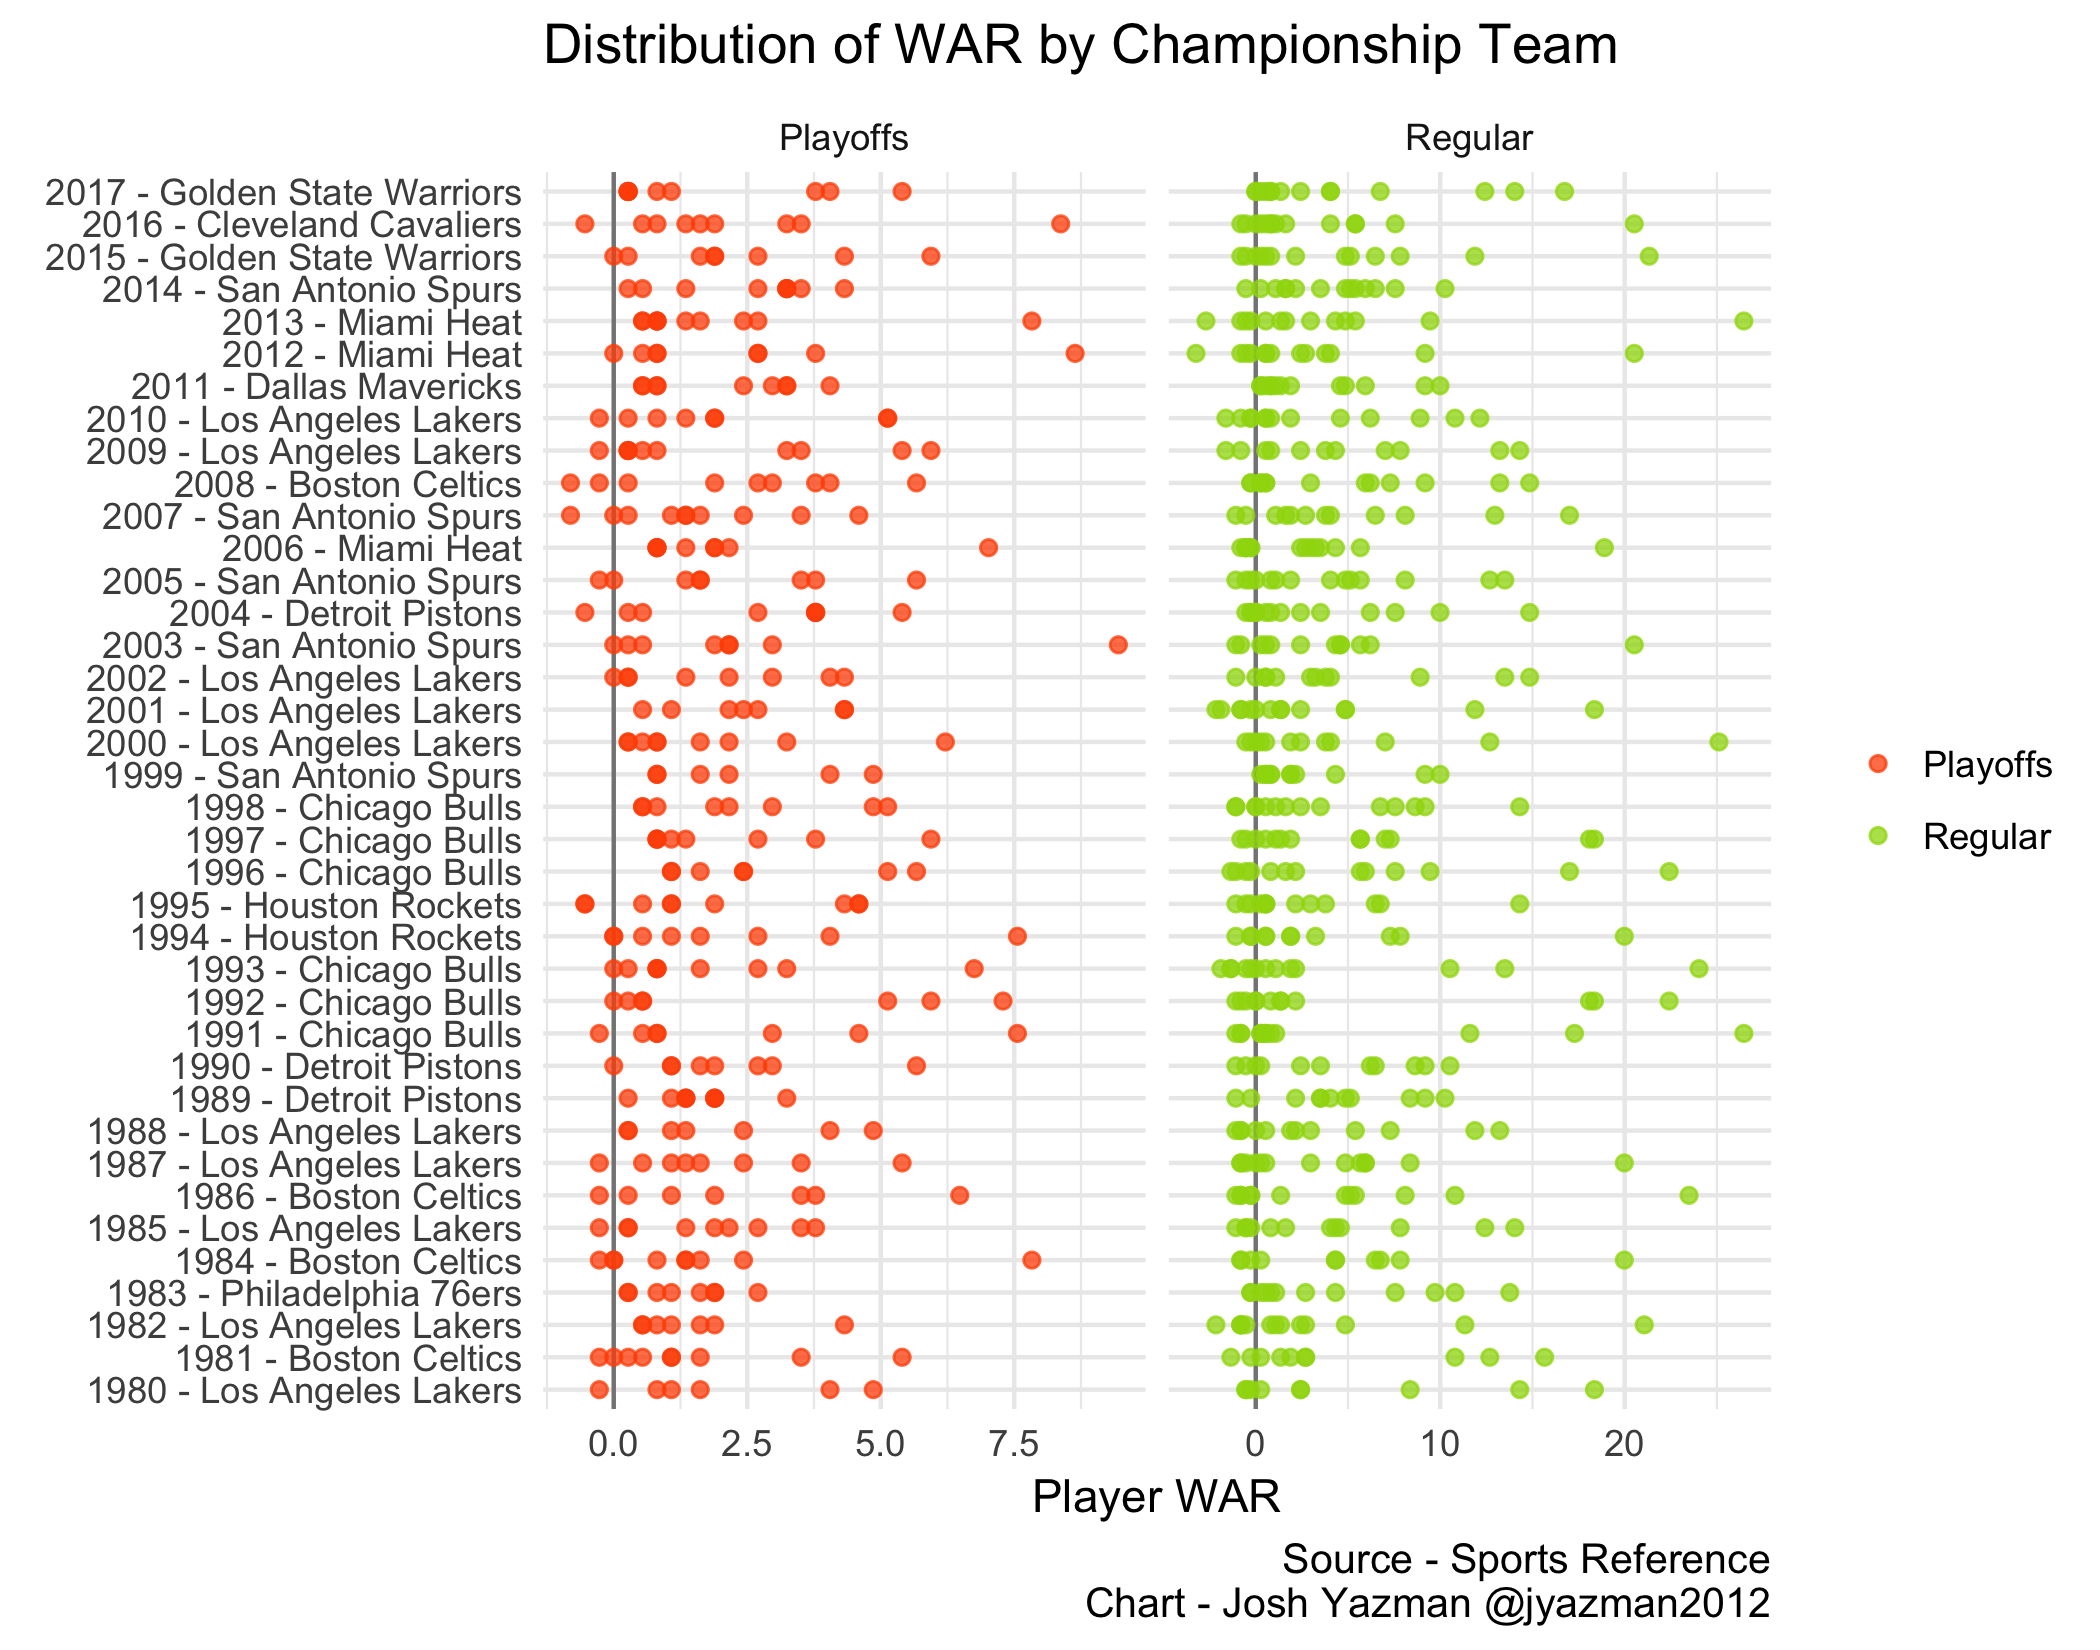 Distribution of WAR by Championship Team
Playoffs
Regular
2017 - Golden State Warriors
2016 - Cleveland Cavaliers
2015 - Golden State Warriors
2014 - San Antonio Spurs
2013 - Miami Heat
2012 - Miami Heat
2011 - Dallas Mavericks
2010 - Los Angeles Lakers
2009 - Los Angeles Lakers
2008 - Boston Celtics
2007 - San Antonio Spurs
2006 - Miami Heat
2005 - San Antonio Spurs
2004 - Detroit Pistons
2003 - San Antonio Spurs
2002 - Los Angeles Lakers
2001 - Los Angeles Lakers
2000 - Los Angeles Lakers
1999 - San Antonio Spurs
1998 - Chicago Bulls
1997 - Chicago Bulls
1996 - Chicago Bulls
1995 - Houston Rockets
1994 - Houston Rockets
1993 - Chicago Bulls
1992 - Chicago Bulls
1991 - Chicago Bulls
1990 - Detroit Pistons
1989 - Detroit Pistons
1988 - Los Angeles Lakers
1987 - Los Angeles Lakers
1986 - Boston Celtics
1985 - Los Angeles Lakers
1984 - Boston Celtics
1983 - Philadelphia 76ers
1982 - Los Angeles Lakers
1981 - Boston Celtics
1980 - Los Angeles Lakers
0.0 2.5 5.0 7.5
0 10 20
Player WAR
Playoffs
Regular
Source - Sports Reference
Chart - Josh Yazman @jyazman2012